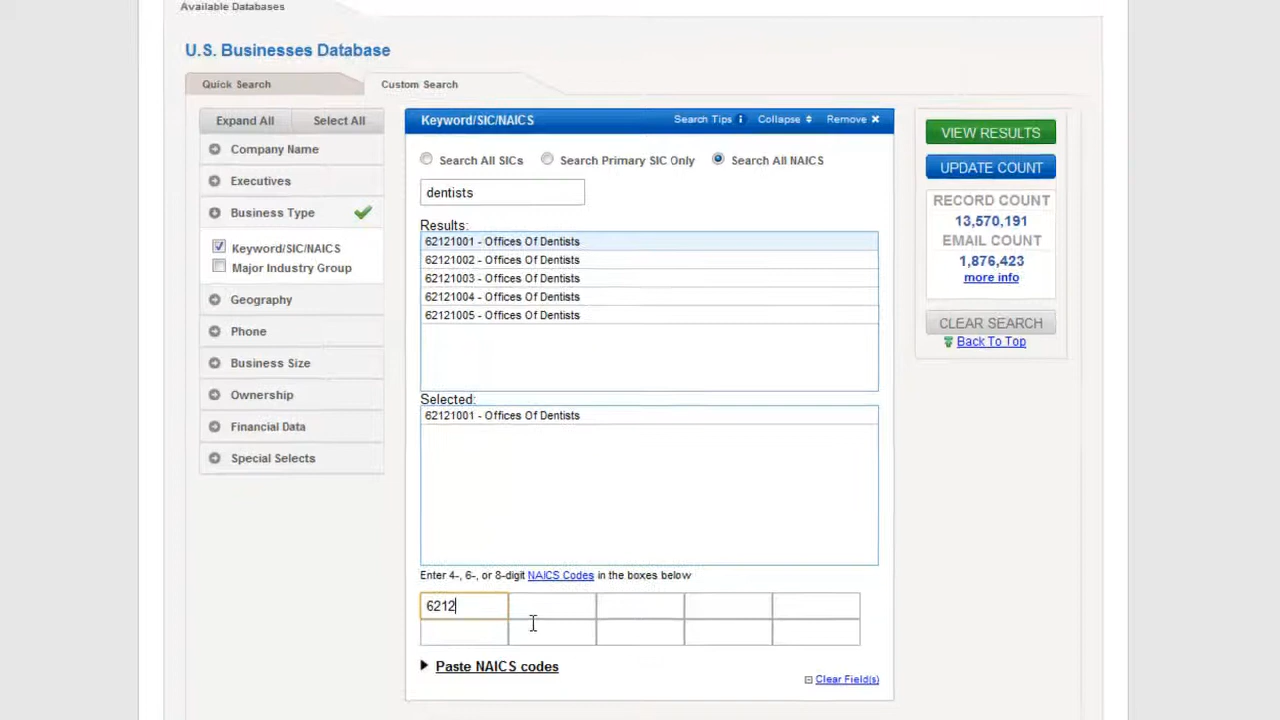 Available Databases
U.S. Businesses Database
Quick Search
Custom Search
Expand All
Select All
Company Name
Executives
Business Type
Keyword/SIC/NAICS
Major Industry Group
Geography
Phone
Business Size
Ownership
Financial Data
Special Selects
Keyword/SIC/NAICS Search Tips i Collapse Remove
Search All SICs Search Primary SIC Only Search All NAICS
dentists
Results:
62121001 - Offices Of Dentists
62121002 - Offices Of Dentists
62121003 - Offices Of Dentists
62121004 - Offices Of Dentists
62121005 - Offices Of Dentists
Selected:
62121001 - Offices Of Dentists
Enter 4-, 6-, or 8-digit NAICS Codes in the boxes below
6212
Paste NAICS codes
Clear Field(s)
VIEW RESULTS
UPDATE COUNT
RECORD COUNT
13,570,191
EMAIL COUNT
1,876,423
more info
CLEAR SEARCH
Back To Top